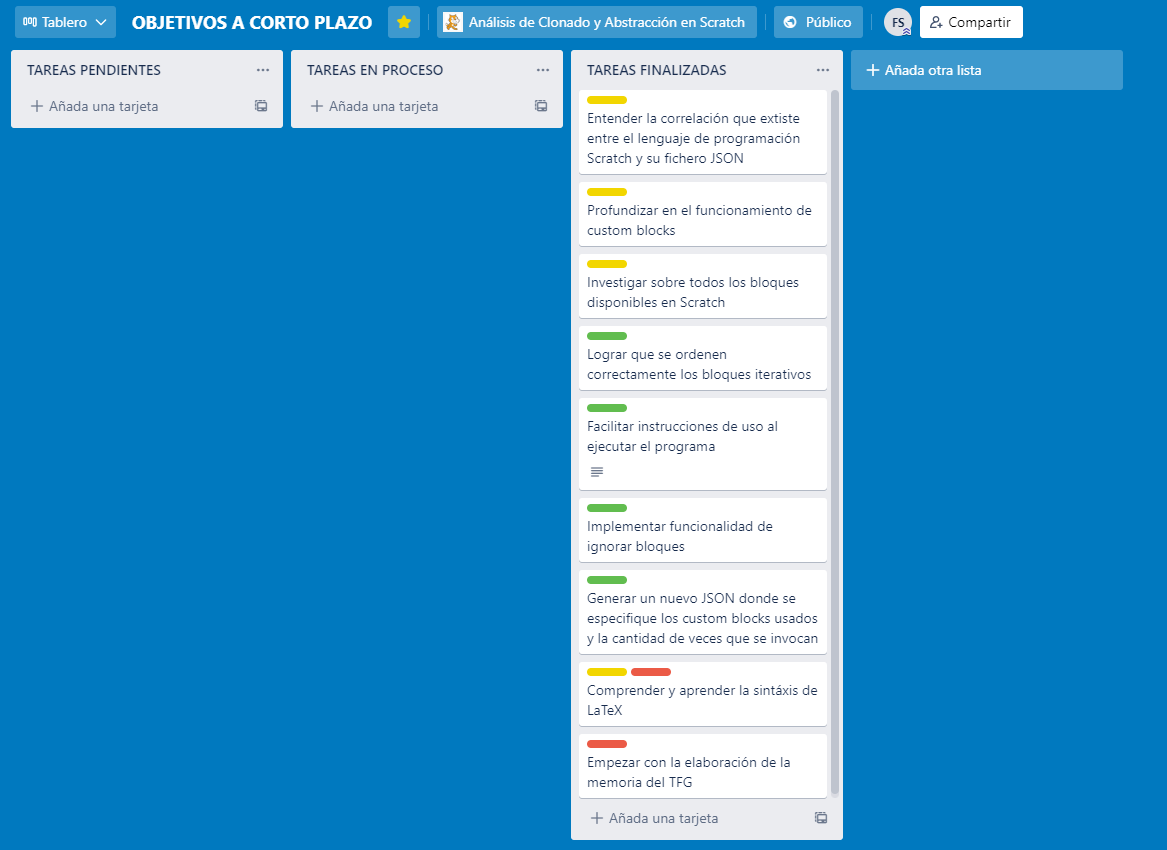 Tablero
OBJETIVOS A CORTO PLAZO
Análisis de Clonado y Abstracción en Scratch
Público
FS
Compartir
TAREAS PENDIENTES
Añada una tarjeta
TAREAS EN PROCESO
Añada una tarjeta
TAREAS FINALIZADAS
Entender la correlación que extiste
entre el lenguaje de programación
Scratch y su fichero JSON
Profundizar en el funcionamiento de
custom blocks
Investigar sobre todos los bloques
disponibles en Scratch
Lograr que se ordenen
correctamente los bloques iterativos
Facilitar instrucciones de uso al
ejecutar el programa
Implementar funcionalidad de
ignorar bloques
Generar un nuevo JSON donde se
especifique los custom blocks usados
y la cantidad de veces que se invocan
Comprender y aprender la sintáxis de
LaTeX
Empezar con la elaboración de la
memoria del TFG
Añada una tarjeta
Añada otra lista